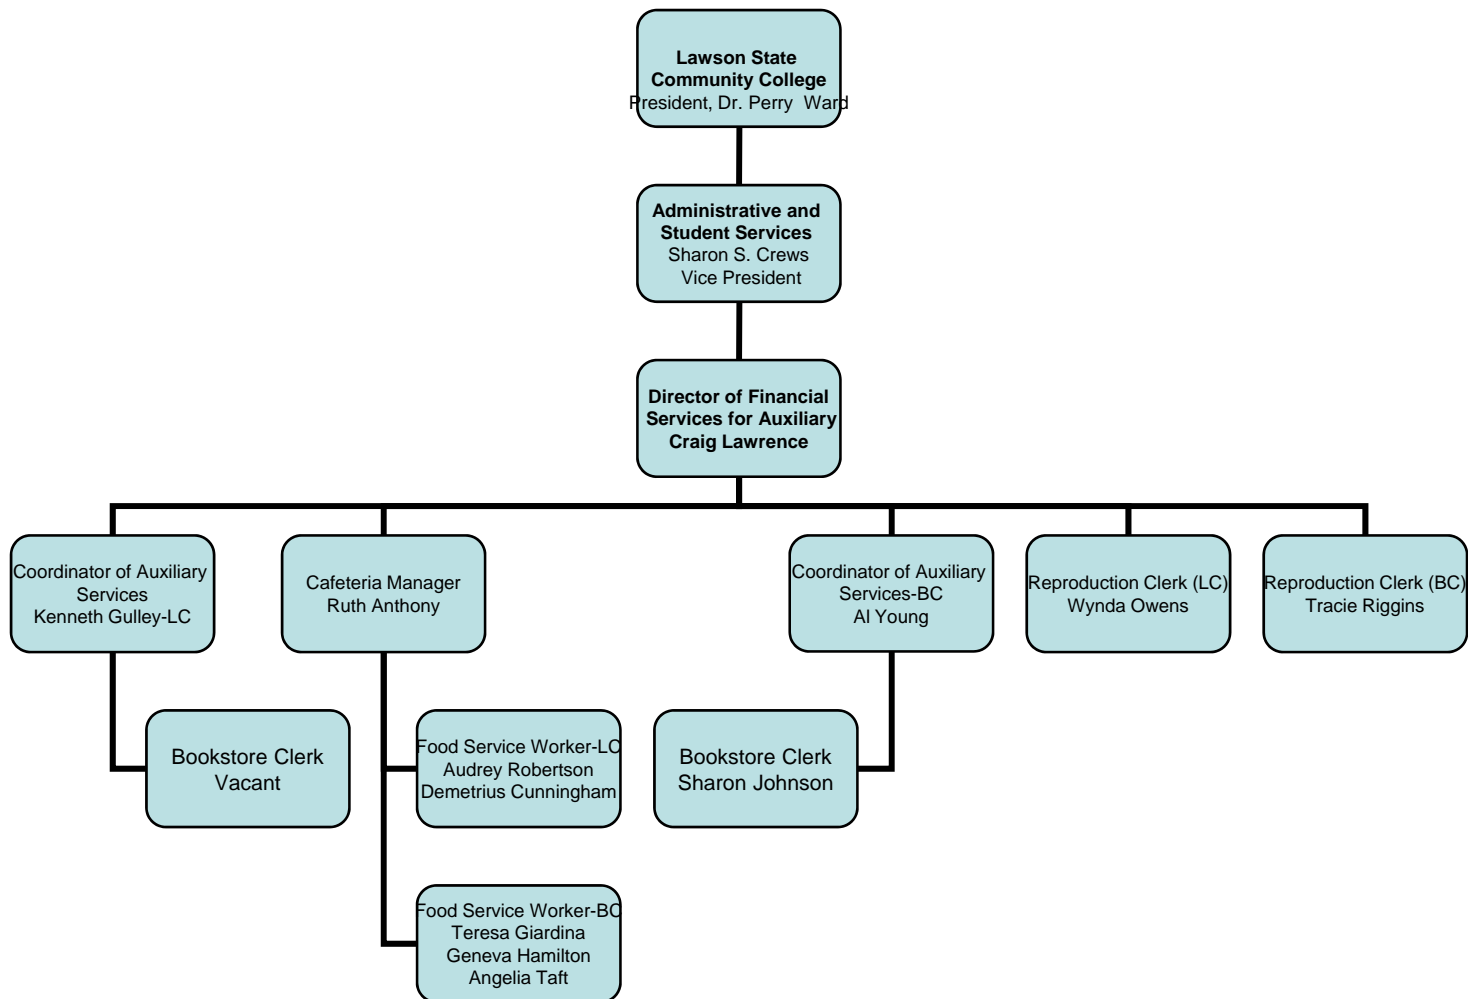 Lawson State
Community College
President, Dr. Perry Ward
Administrative and
Student Services
Sharon S. Crews
Vice President
Director of Financial
Services for Auxiliary
Craig Lawrence
Coordinator of Auxiliary
Services
Kenneth Gulley-LC
Cafeteria Manager
Ruth Anthony
Coordinator of Auxiliary
Services-BC
Al Young
Reproduction Clerk (LC)
Wynda Owens
Reproduction Clerk (BC)
Tracie Riggins
Bookstore Clerk
Vacant
Food Service Worker-LC
Audrey Robertson
Demetrius Cunningham
Bookstore Clerk
Sharon Johnson
Food Service Worker-BC
Teresa Giardina
Geneva Hamilton
Angelia Taft